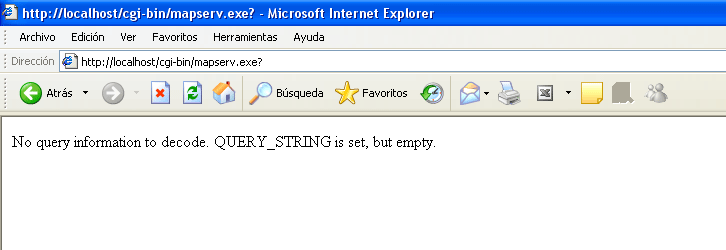 http://localhost/cgi-bin/mapserv.exe? - Microsoft Internet Explorer
Archivo Edición Ver Favoritos Herramientas Ayuda
Dirección http://localhost/cgi-bin/mapserv.exe?
Atrás Búsqueda Favoritos
No query information to decode. QUERY_STRING is set, but empty.